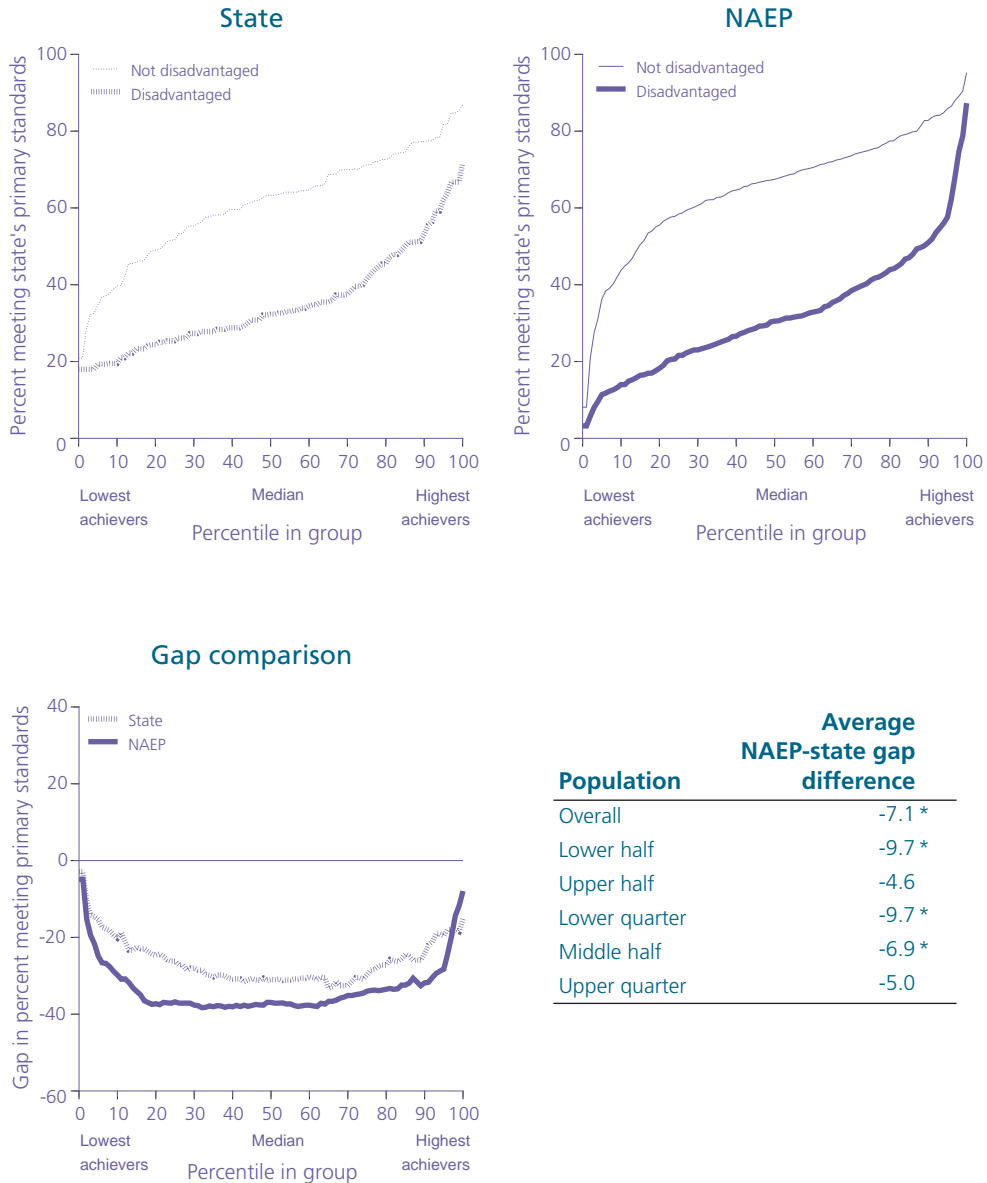 State
Percent meeting state's primary standards
100
80
60
40
20
0
Not disadvantaged
Disadvantaged
0 10 20 30 40 50 60 70 80 90 100
Lowest achievers
Median
Highest achievers
Percentile in group
NAEP
Percent meeting state's primary standards
100
80
60
40
20
0
Not disadvantaged
Disadvantaged
0 10 20 30 40 50 60 70 80 90 100
Lowest achievers
Median
Highest achievers
Percentile in group
Gap comparison
Gap in percent meeting primary standards
40
20
0
-20
-40
-60
State
NAEP
0 10 20 30 40 50 60 70 80 90 100
Lowest achievers
Median
Highest achievers
Percentile in group
Average
NAEP-state gap
Population difference
Overall -7.1 *
Lower half -9.7 *
Upper half -4.6
Lower quarter -9.7 *
Middle half -6.9 *
Upper quarter -5.0